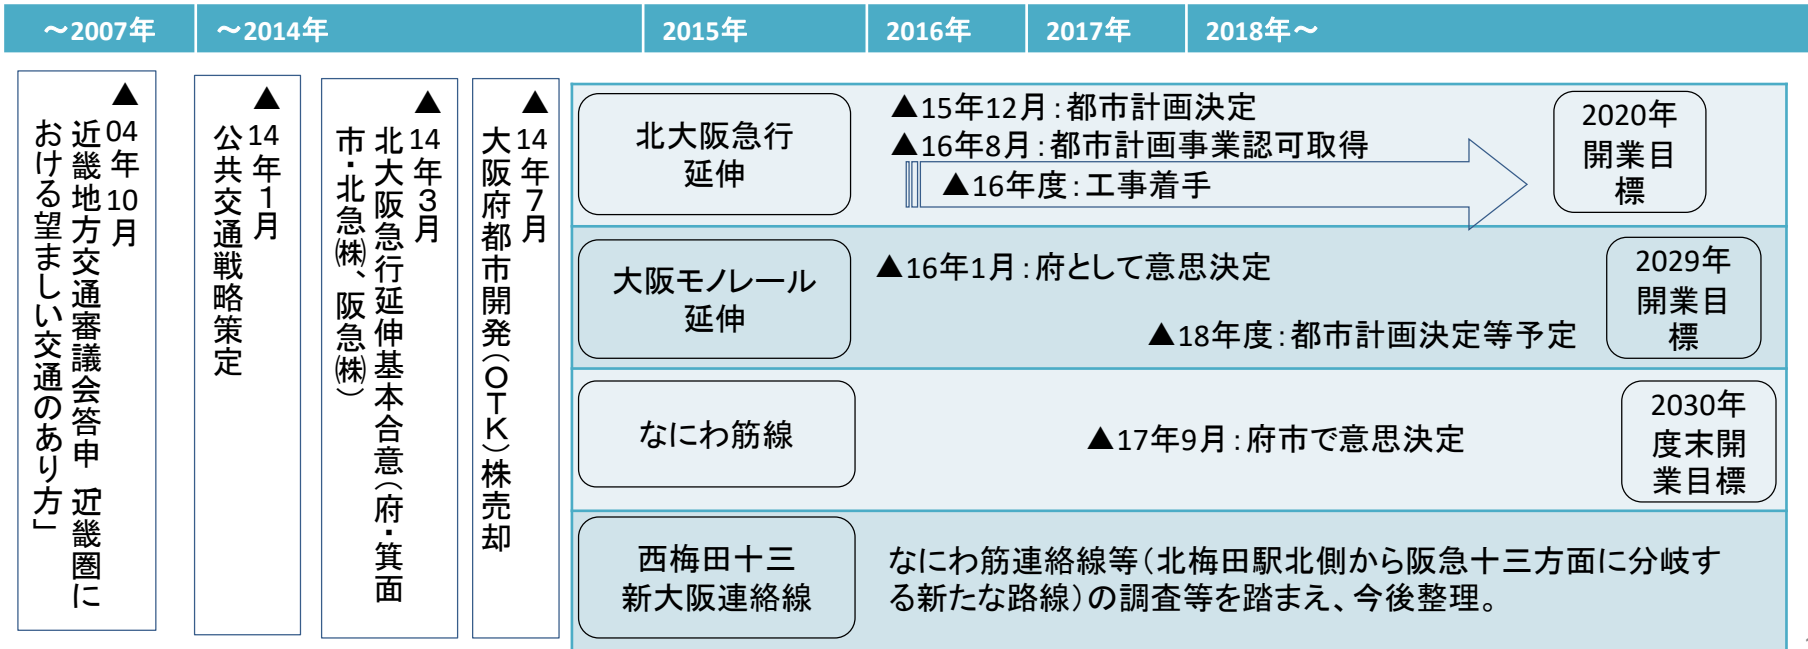 ～2007年
～2014年
2015年
2016年
2017年
2018年～
▲04年10月
近畿地方交通審議会答申 近畿圏に
おける望ましい交通のあり方」
▲14年1月
公共交通戦略策定
▲14年3月
北大阪急行延伸基本合意(府・箕面
市・北急㈱、阪急㈱)
▲14年7月
大阪府都市開発(OTK)株売却
北大阪急行
延伸
▲15年12月：都市計画決定
▲16年8月：都市計画事業認可取得
▲16年度：工事着手
2020年
開業目
標
大阪モノレール
延伸
▲16年1月：府として意思決定
▲18年度：都市計画決定等予定
2029年
開業目
標
なにわ筋線
▲17年9月：府市で意思決定
2030年
度末開
業目標
西梅田十三
新大阪連絡線
なにわ筋連絡線等（北梅田駅北側から阪急十三方面に分岐す
る新たな路線）の調査等を踏まえ、今後整理。